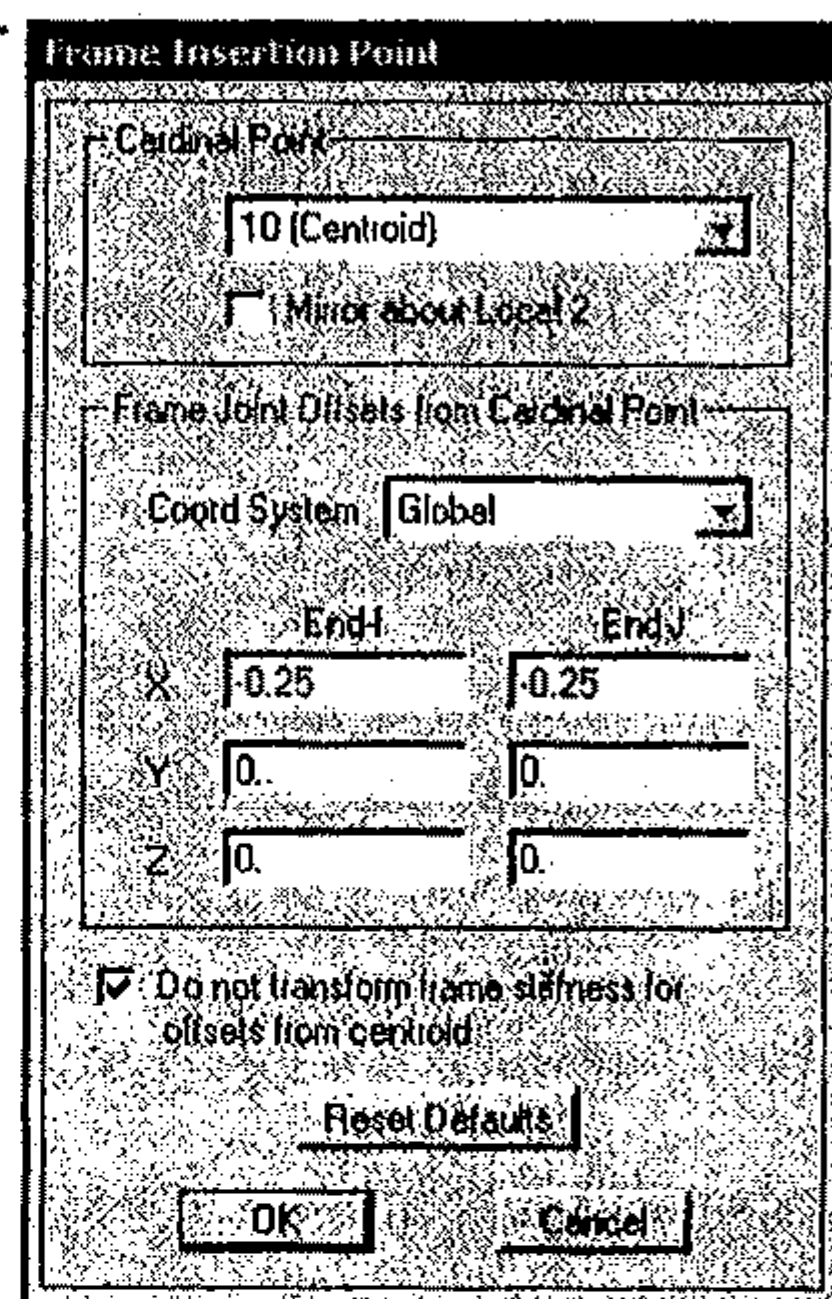 Frame Insertion Point
Cardinal Point
10 (Centroid)
Mirror about Local 2
Frame Joint Offsets from Cardinal Point
Coord System Global
End-I End-J
X -0.25 -0.25
Y 0. 0.
Z 0. 0.
Do not transform frame stiffness for
offsets from centroid
Reset Defaults
OK Cancel